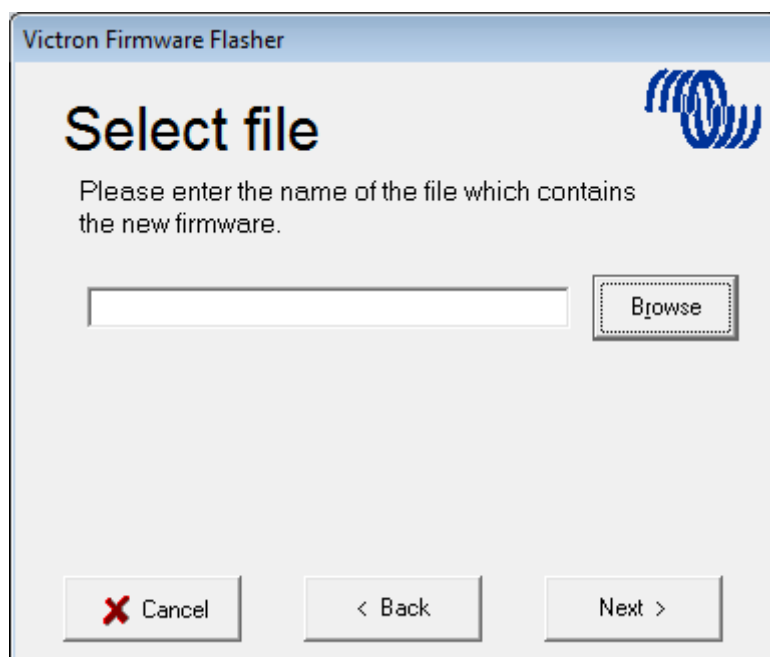 Victron Firmware Flasher
Select file
Please enter the name of the file which contains
the new firmware.
Browse
Cancel
< Back
Next >